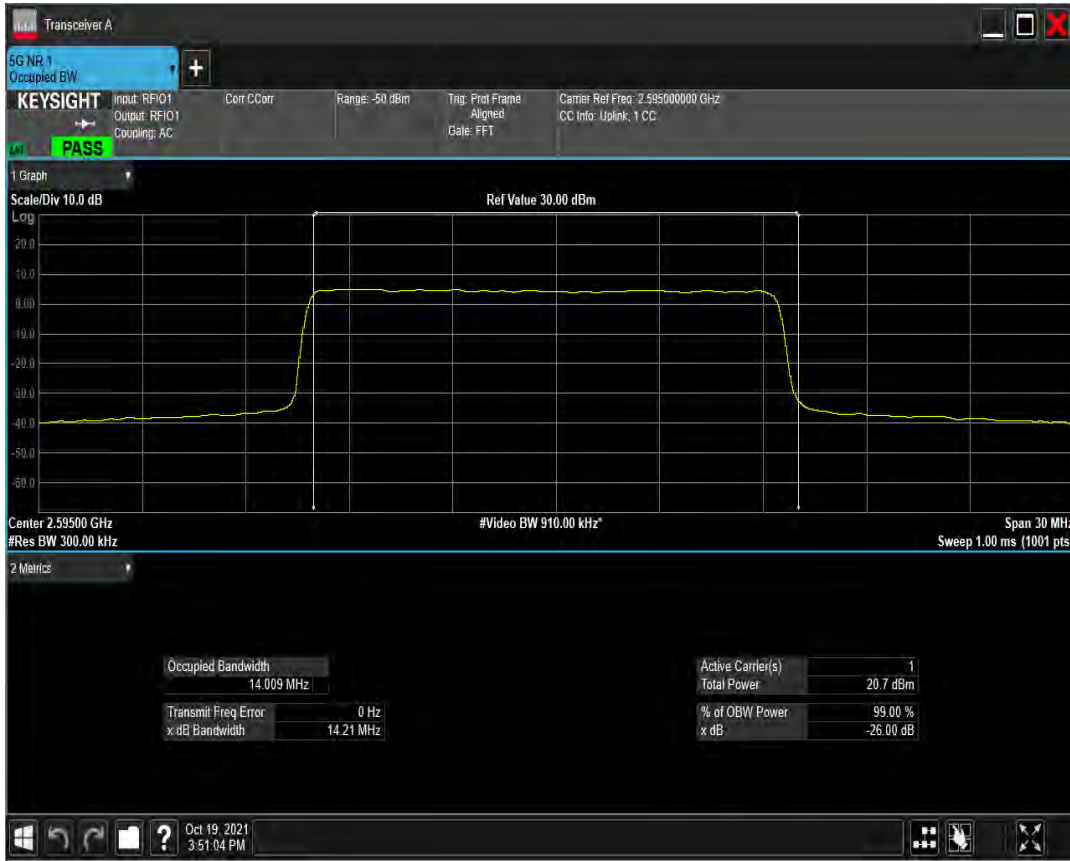 Transceiver A
5G NR 1
Occupied BW
+
KEYSIGHT
Input: RFIO1
Output: RFIO1
Coupling: AC
Corr CCorr
Range: -50 dBm
Trig: Prot Frame
Aligned
Gate: FFT
Carrier Ref Freq: 2.595000000 GHz
CC Info: Uplink, 1 CC
PASS
1 Graph
Scale/Div 10.0 dB
Ref Value 30.00 dBm
Log
20.0
10.0
0.00
-10.0
-20.0
-30.0
-40.0
-50.0
-60.0
Center 2.59500 GHz
#Video BW 910.00 kHz*
Span 30 MHz
#Res BW 300.00 kHz
Sweep 1.00 ms (1001 pts
2 Metrics
Occupied Bandwidth
14.009 MHz
Transmit Freq Error 0 Hz
x dB Bandwidth 14.21 MHz
Active Carrier(s) 1
Total Power 20.7 dBm
% of OBW Power 99.00 %
x dB -26.00 dB
?
Oct 19, 2021
3:51:04 PM